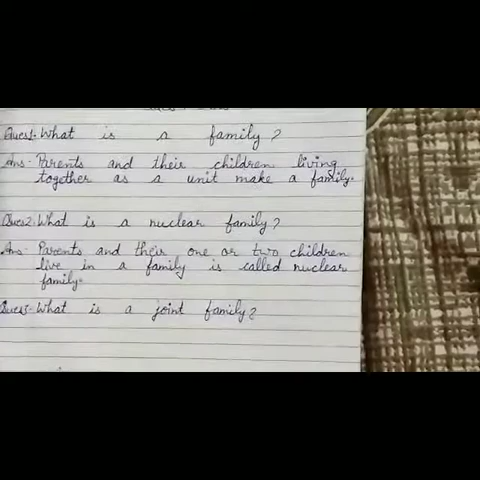 Ques1- What is a family?
Ans- Parents and their children living
together as a unit make a family.
Ques2- What is a nuclear family?
Ans- Parents and their one or two children
live in a family is called nuclear
family.
Ques3- What is a joint family?